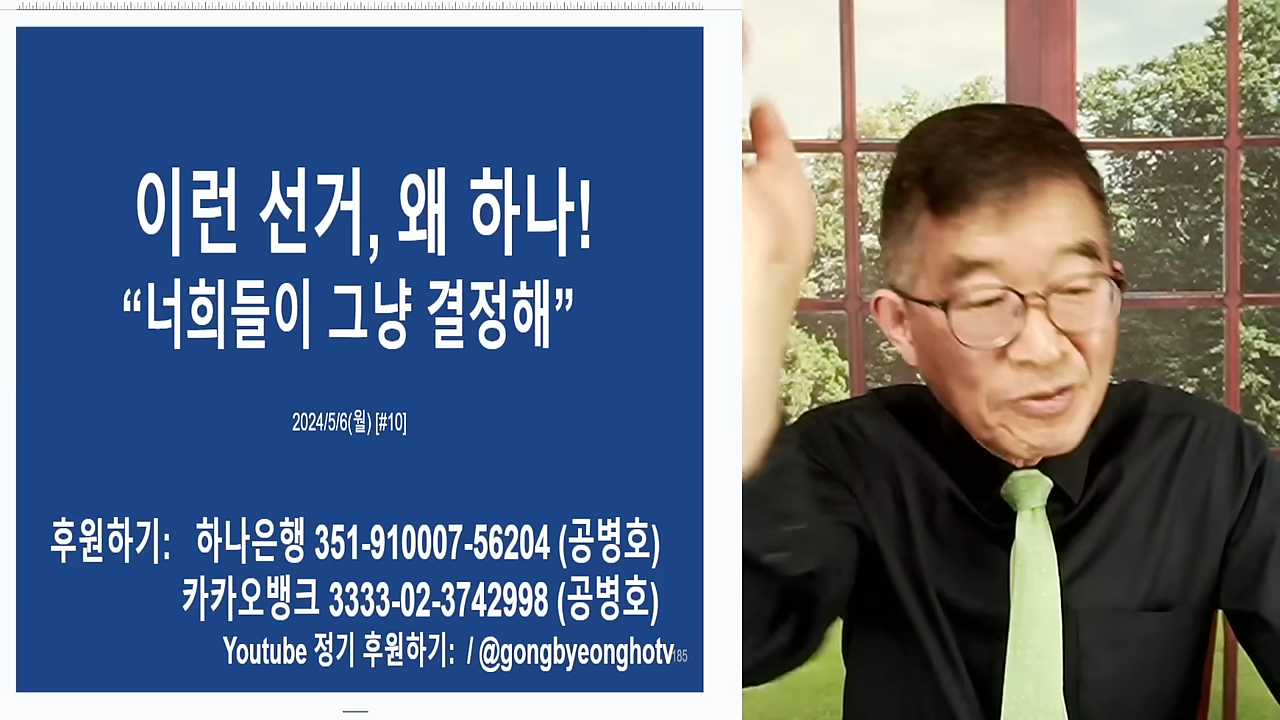 이런 선거, 왜 하나!
“너희들이 그냥 결정해”
2024/5/6(월) [#10]
후원하기: 하나은행 351-910007-56204 (공병호)
카카오뱅크 3333-02-3742998 (공병호)
Youtube 정기 후원하기: / @gongbyeonghotv
185